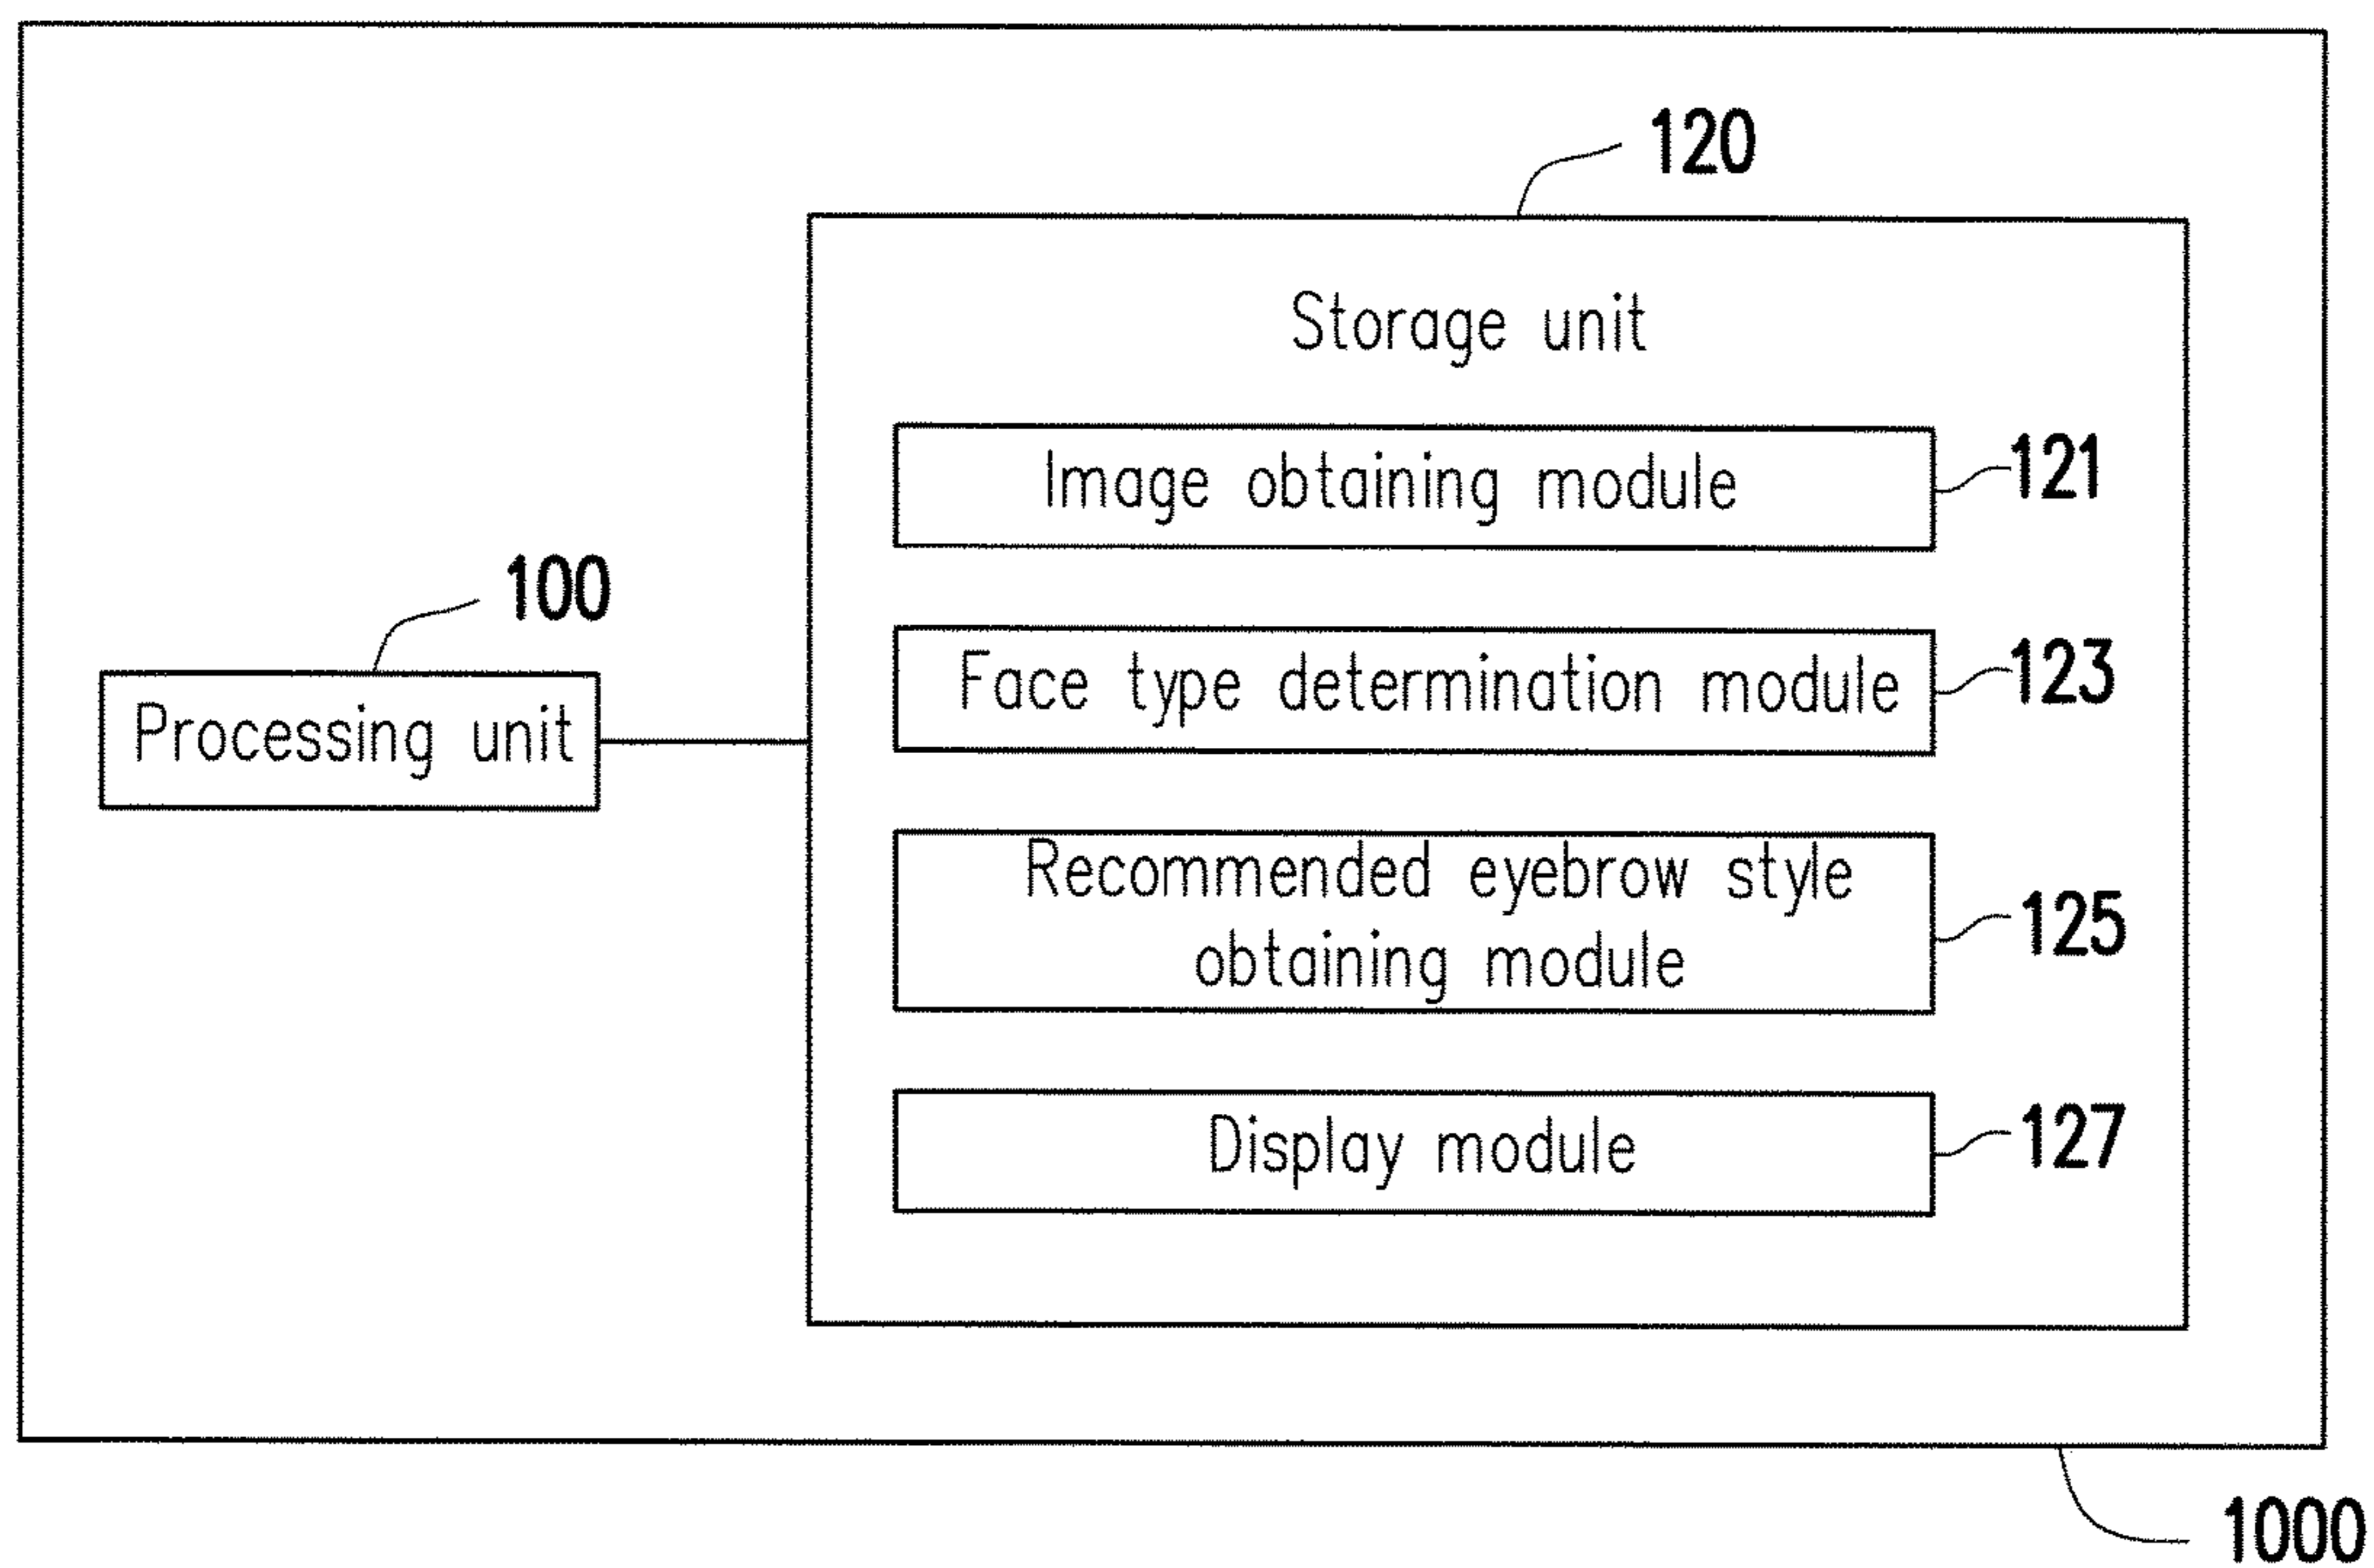 120
Storage unit
Image obtaining module
121
100
Face type determination module
123
Processing unit
Recommended eyebrow style
obtaining module
125
Display module
127
1000